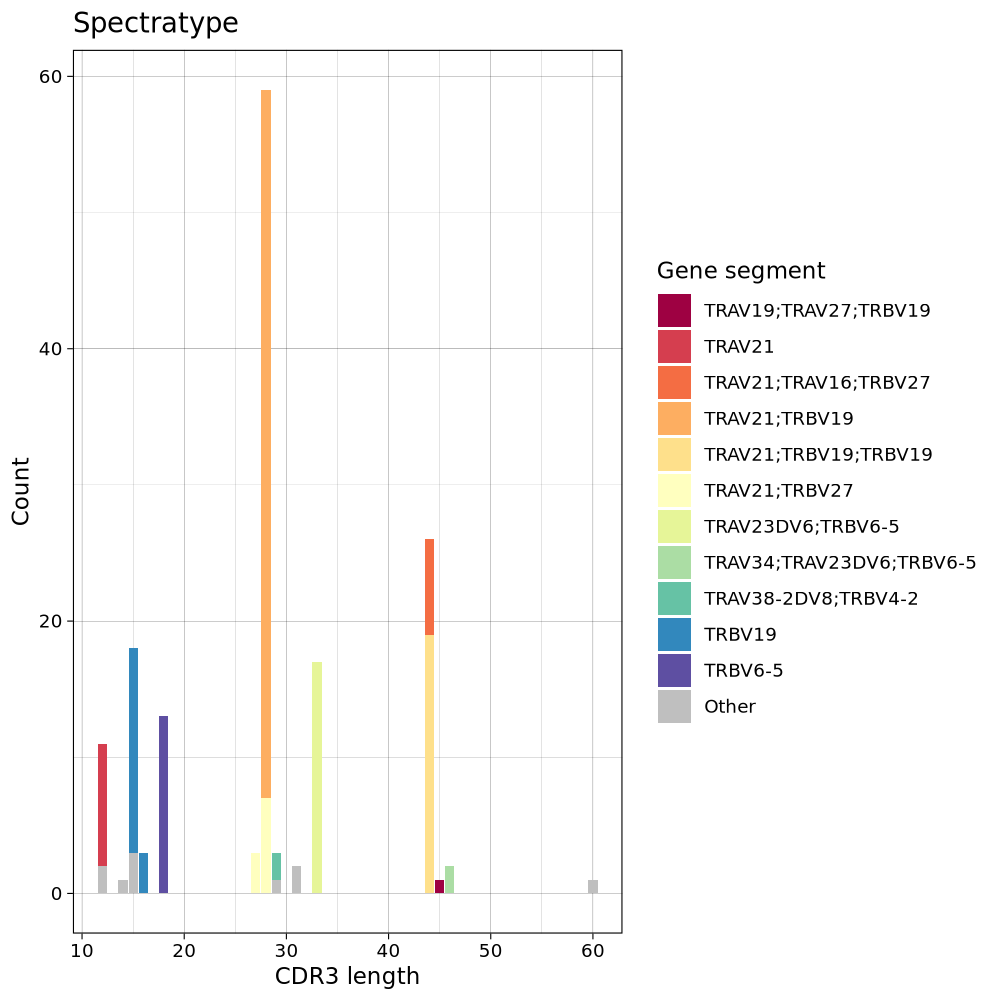 Spectratype
60
40
20
0
Count
10 20 30 40 50 60
CDR3 length
Gene segment
TRAV19;TRAV27;TRBV19
TRAV21
TRAV21;TRAV16;TRBV27
TRAV21;TRBV19
TRAV21;TRBV19;TRBV19
TRAV21;TRBV27
TRAV23DV6;TRBV6-5
TRAV34;TRAV23DV6;TRBV6-5
TRAV38-2DV8;TRBV4-2
TRBV19
TRBV6-5
Other